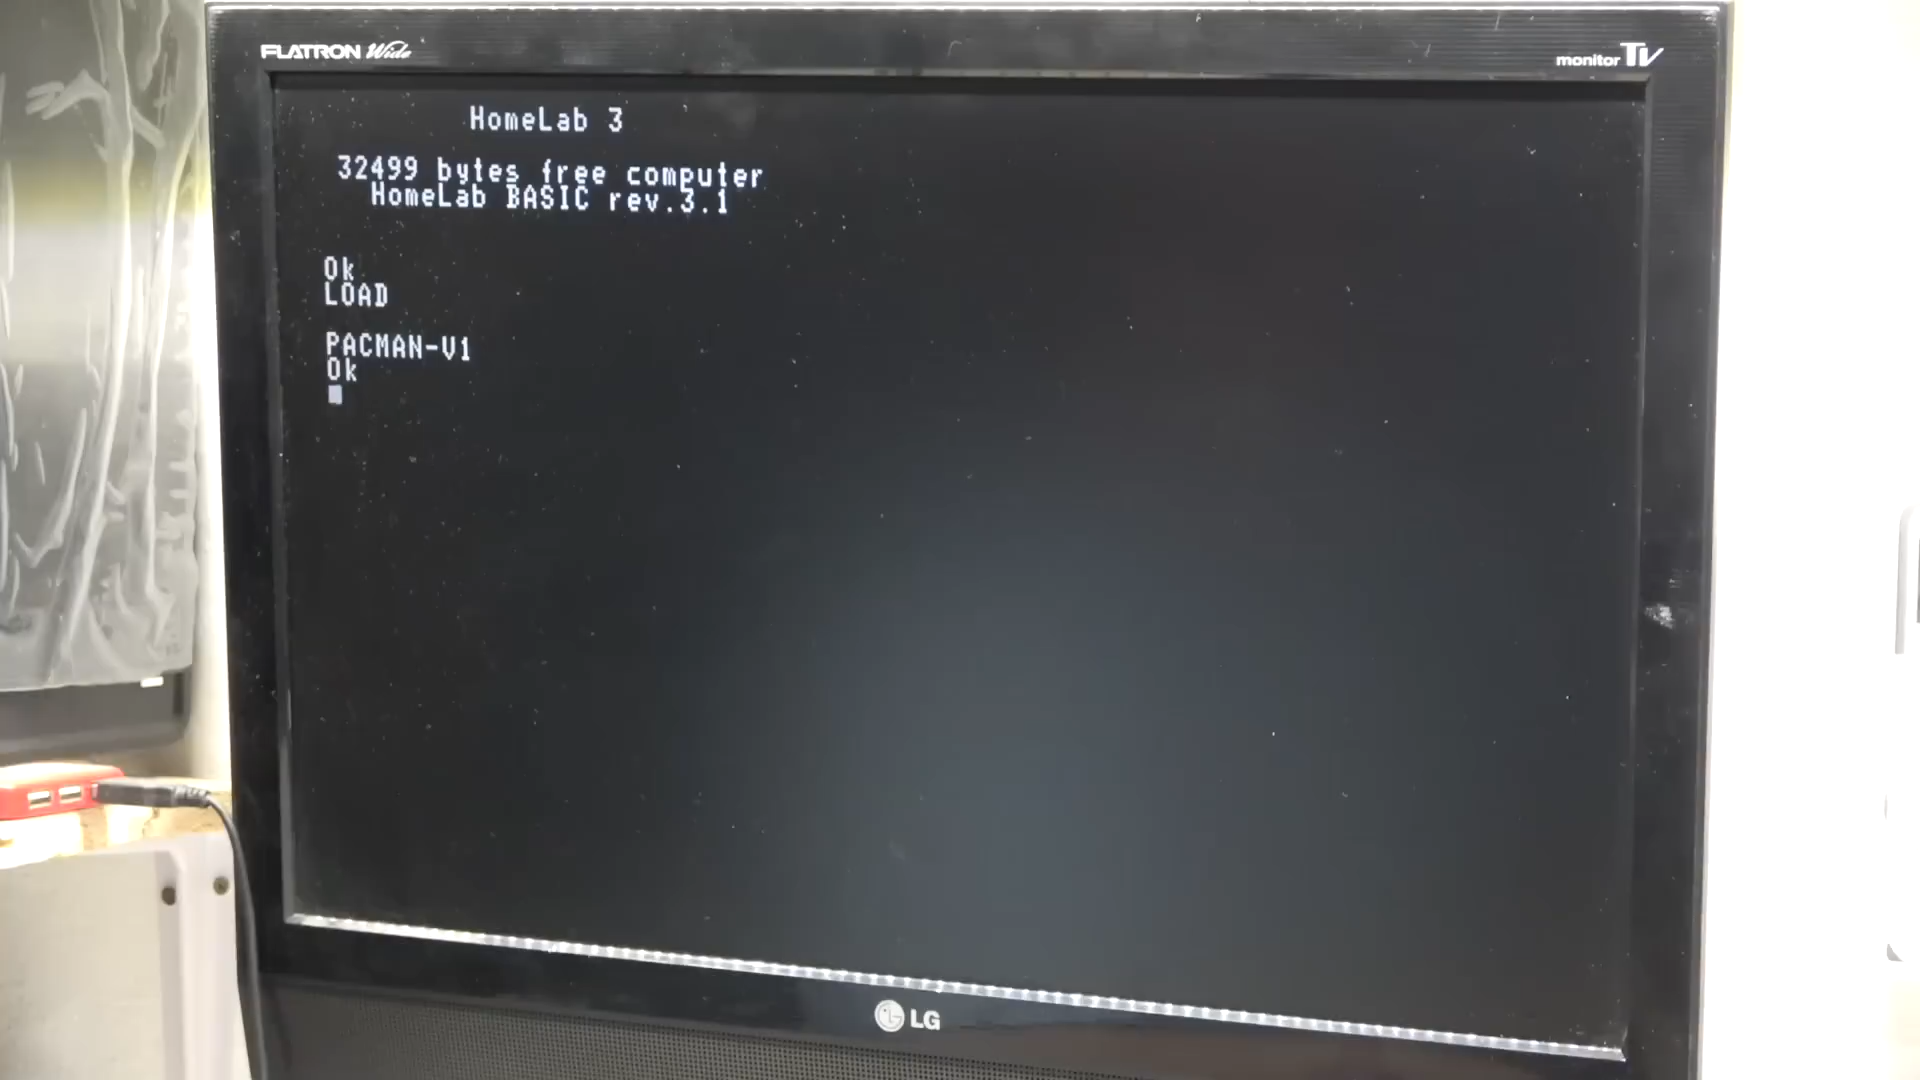 FLATRON Wide
monitor TV
HomeLab 3
32499 bytes free computer
HomeLab BASIC rev.3.1
Ok
LOAD
PACMAN-V1
Ok
LG